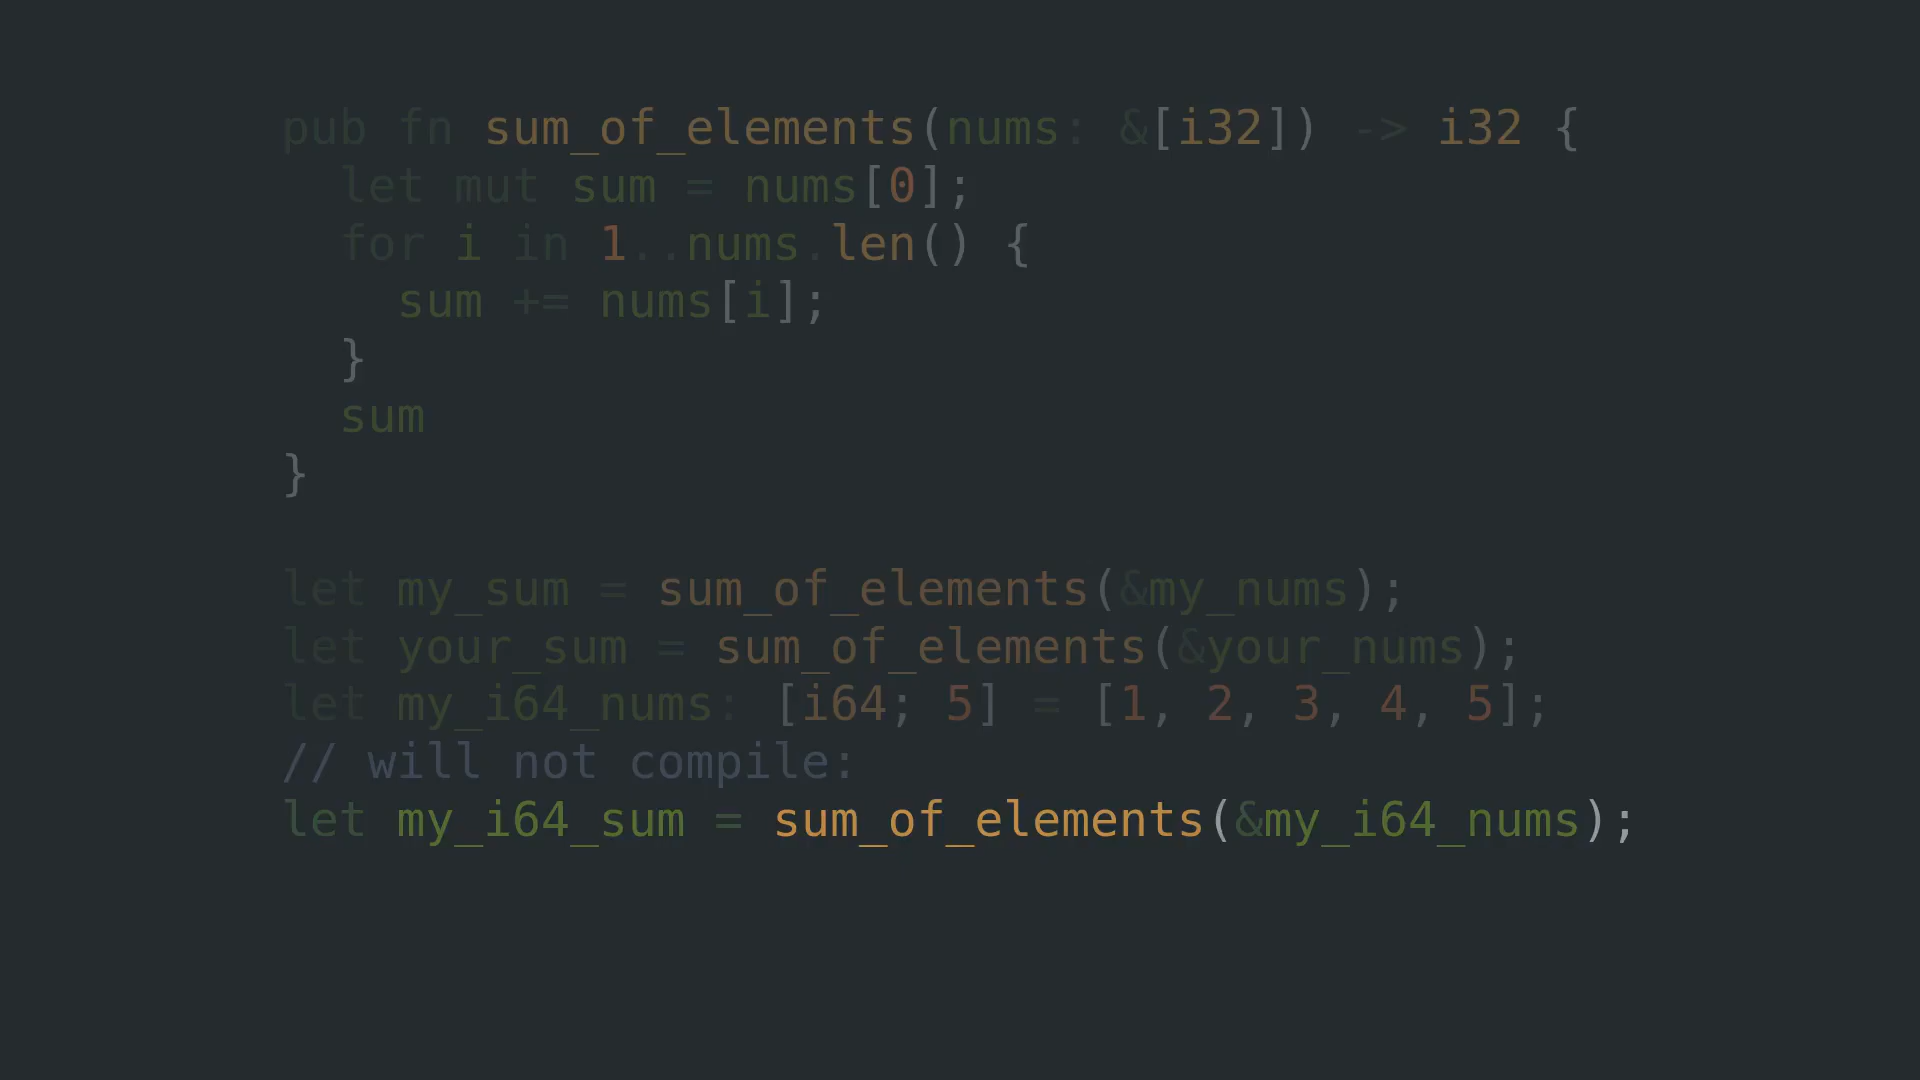 pub fn sum_of_elements(nums: &[i32]) -> i32 {
  let mut sum = nums[0];
  for i in 1..nums.len() {
    sum += nums[i];
  }
  sum
}

let my_sum = sum_of_elements(&my_nums);
let your_sum = sum_of_elements(&your_nums);
let my_i64_nums: [i64; 5] = [1, 2, 3, 4, 5];
// will not compile:
let my_i64_sum = sum_of_elements(&my_i64_nums);